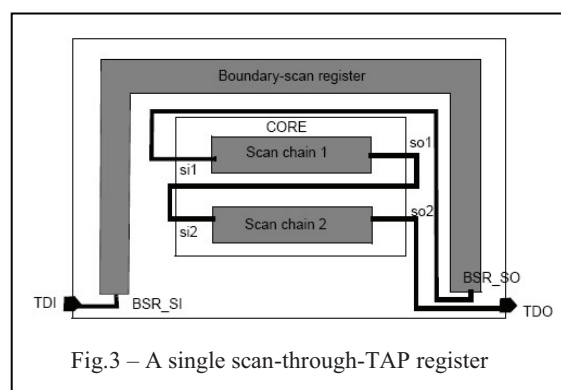 Boundary-scan register
CORE
Scan chain 1
so1
si1
Scan chain 2
so2
si2
BSR_SO
TDI
BSR_SI
TDO
Fig.3 – A single scan-through-TAP register